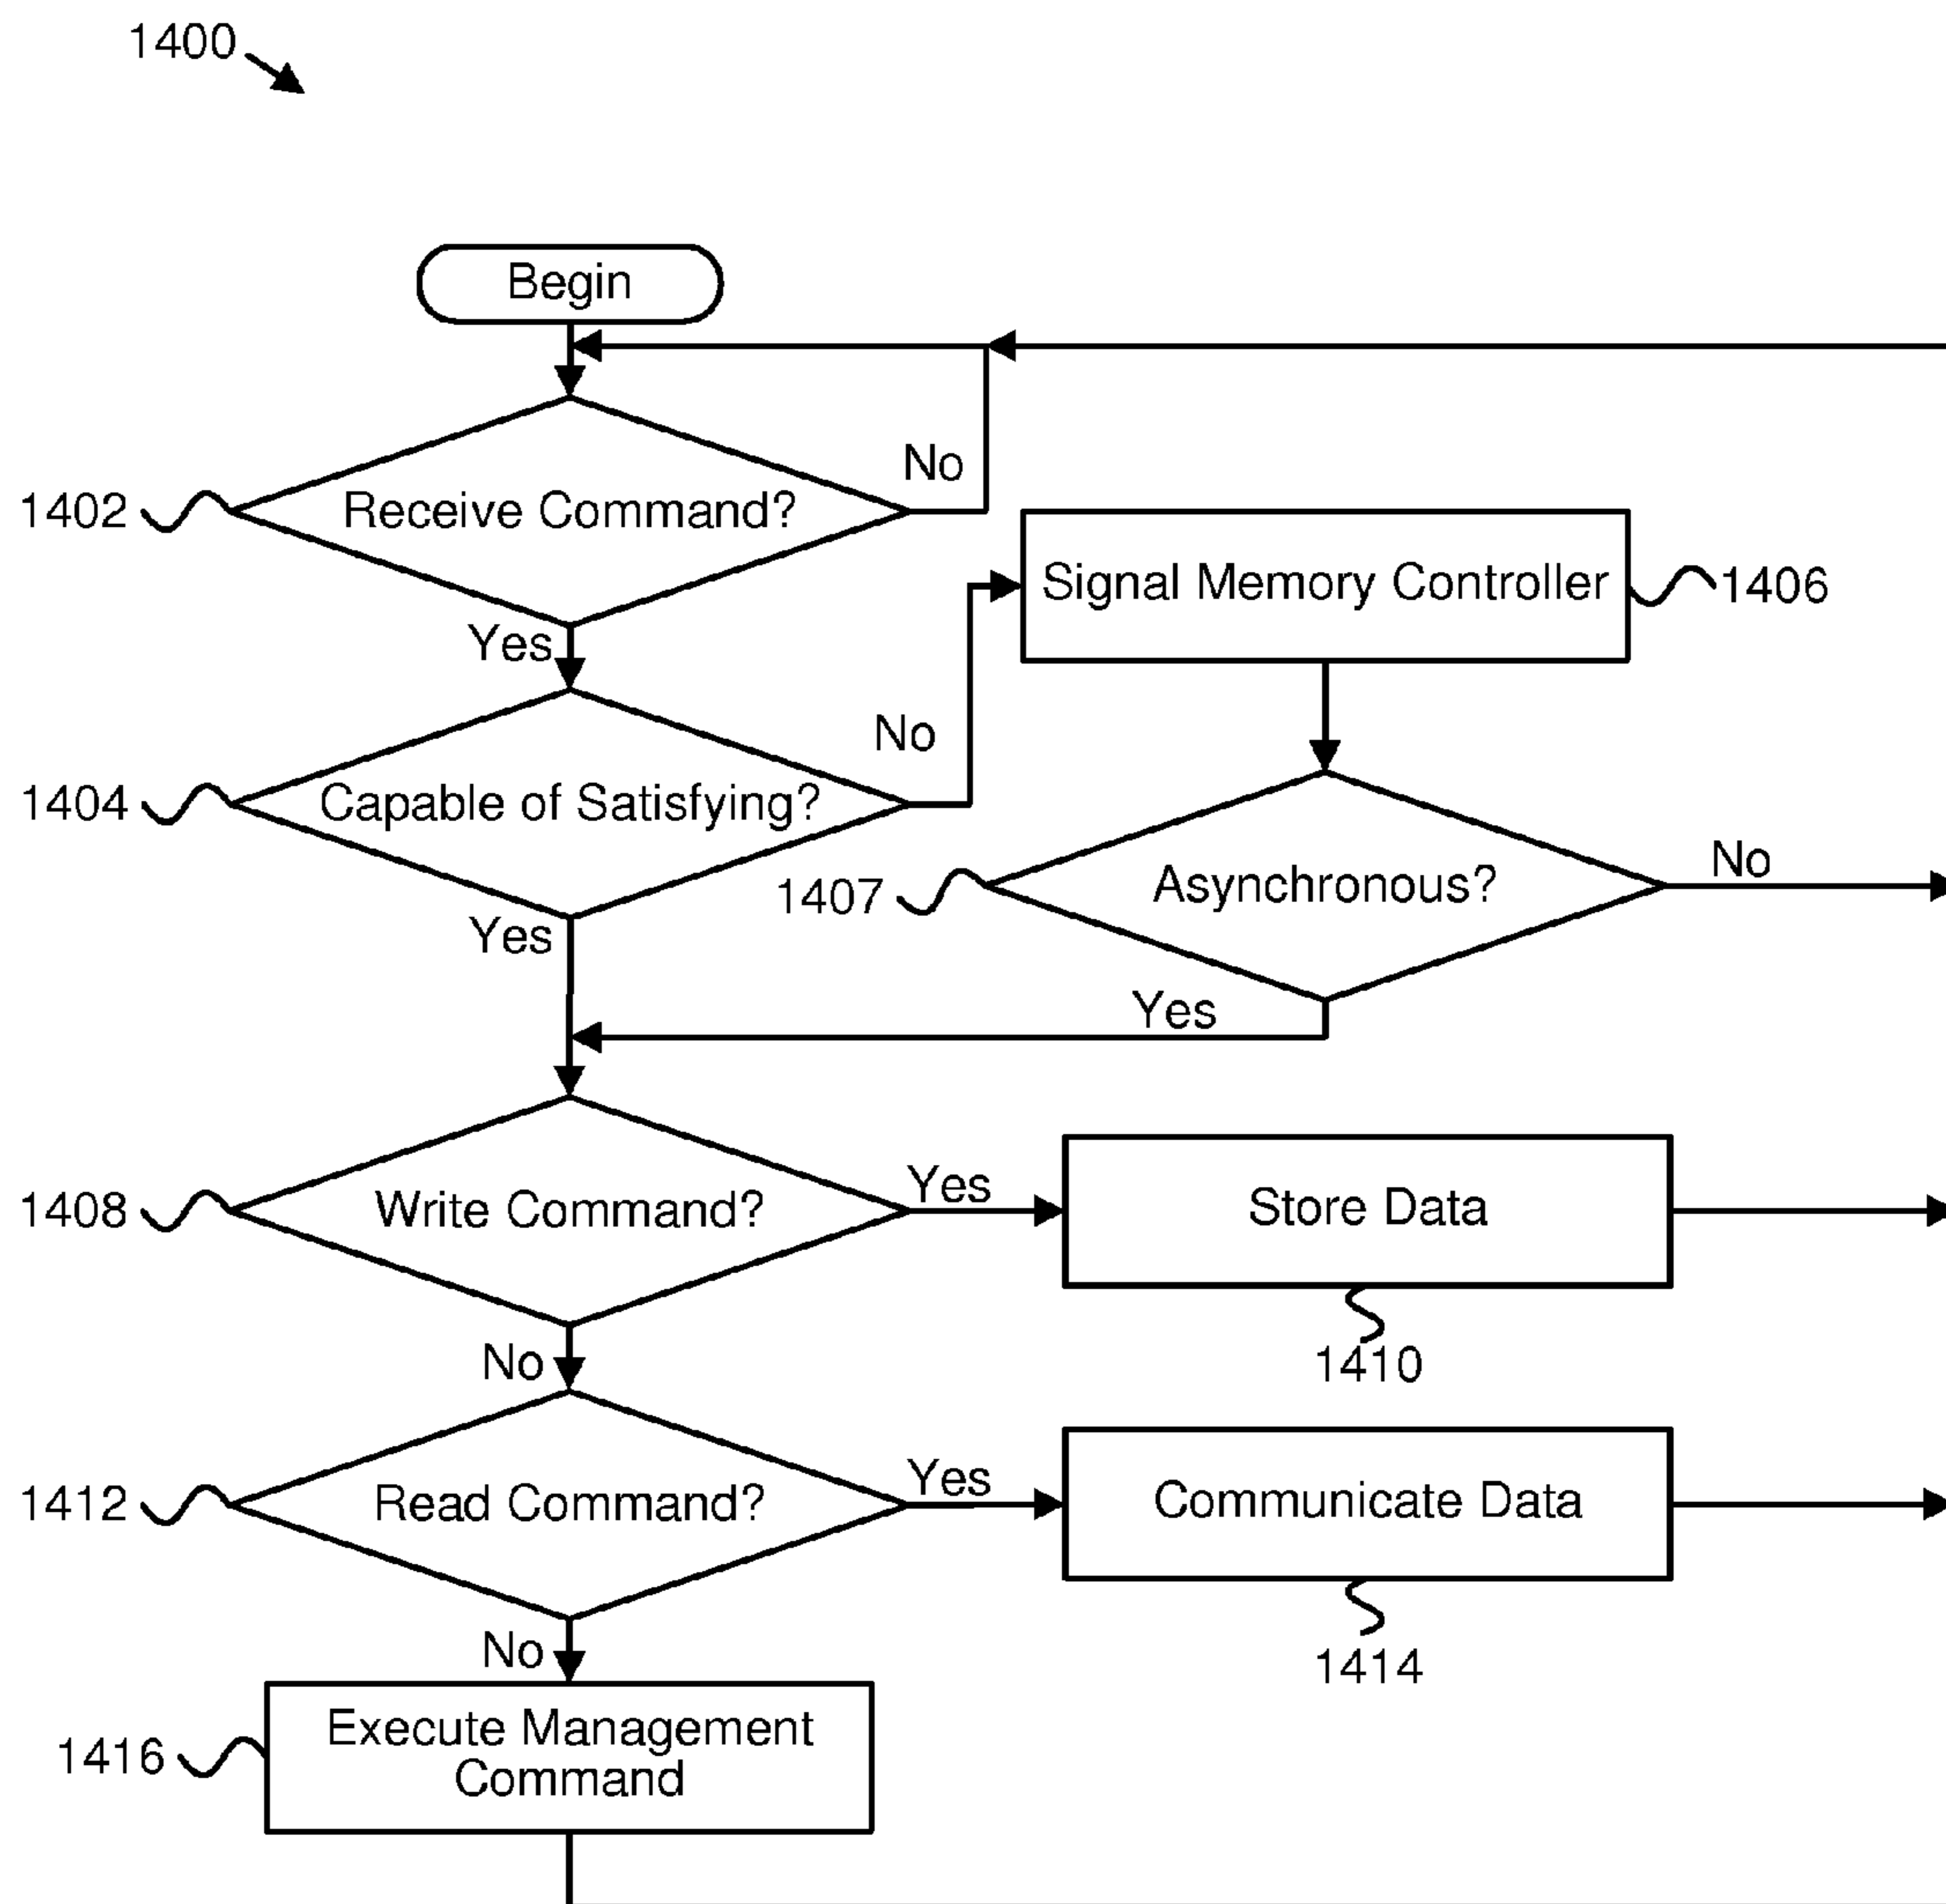 1400
Begin
No
1402
Receive Command?
Signal Memory Controller
1406
Yes
No
1404
Capable of Satisfying?
1407
Asynchronous?
No
Yes
Yes
1408
Write Command?
Yes
Store Data
No
1410
1412
Read Command?
Yes
Communicate Data
No
1414
1416
Execute Management
Command